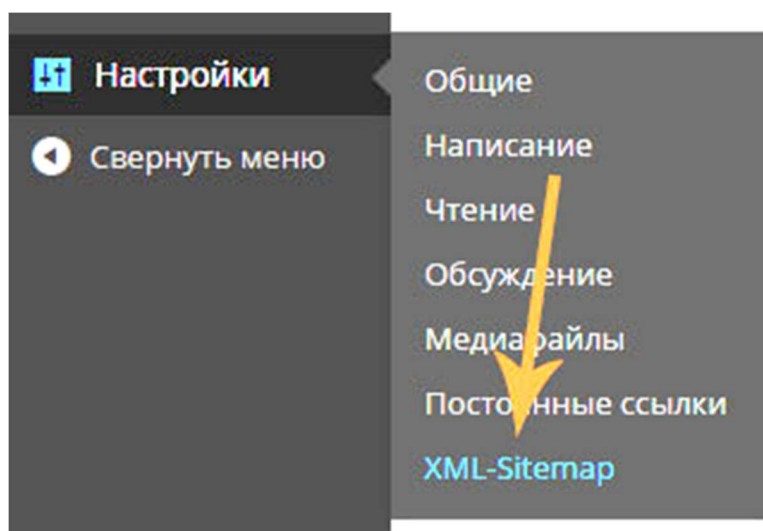 Настройки
Свернуть меню
Общие
Написание
Чтение
Обсуждение
Медиафайлы
Постоянные ссылки
XML-Sitemap